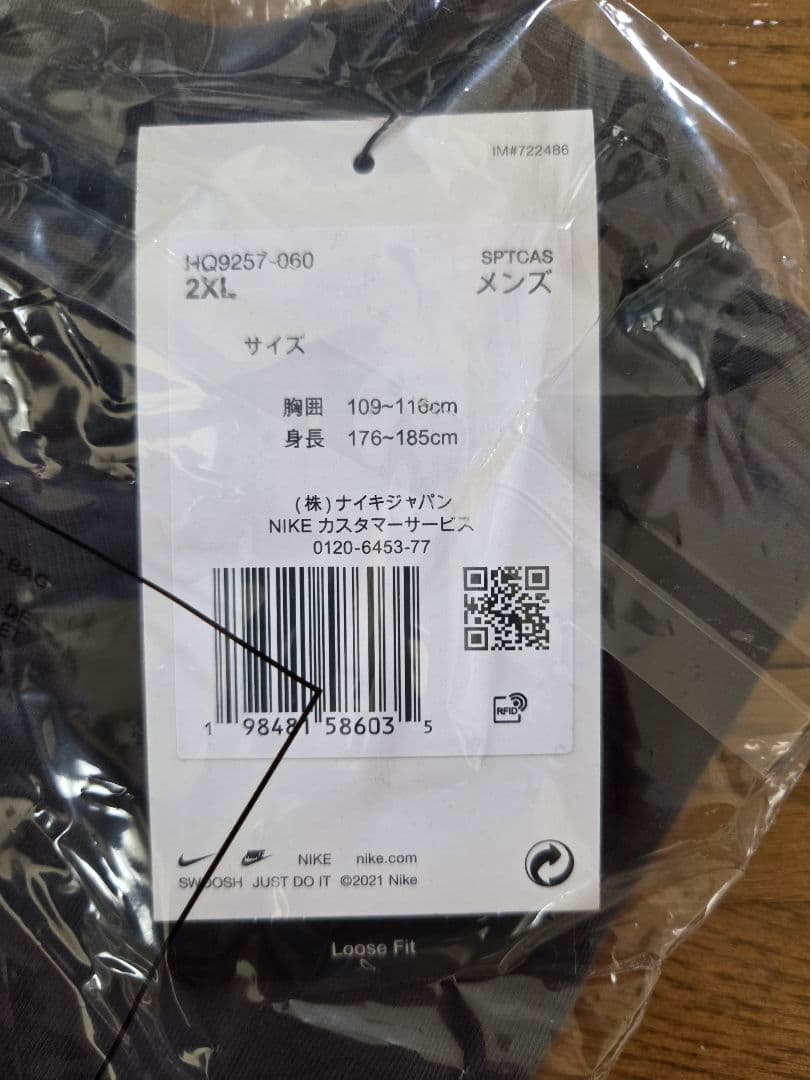 IM#722486
HQ9257-060
SPTCAS
2XL
メンズ
サイズ
胸囲 109~116cm
身長 176~185cm
(株)ナイキジャパン
NIKE カスタマーサービス
0120-6453-77
BAG
DE
RFID
1 98481 58603 5
NIKE nike.com
SWOOSH JUST DO IT ©2021 Nike
Loose Fit